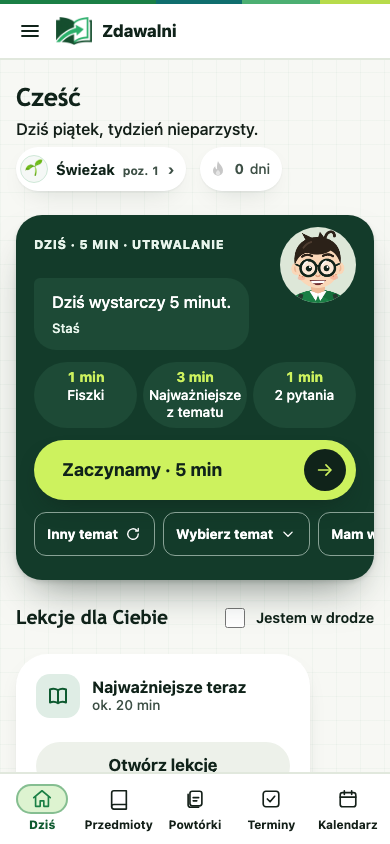 Zdawalni
Cześć
Dziś piątek, tydzień nieparzysty.
Świeżak poz. 1 ›
0 dni
DZIŚ · 5 MIN · UTRWALANIE
Dziś wystarczy 5 minut.
Staś
1 min
Fiszki
3 min
Najważniejsze
z tematu
1 min
2 pytania
Zaczynamy · 5 min
Inny temat
Wybierz temat
Mam w
Lekcje dla Ciebie
Jestem w drodze
Najważniejsze teraz
ok. 20 min
Otwórz lekcję
Dziś
Przedmioty
Powtórki
Terminy
Kalendarz